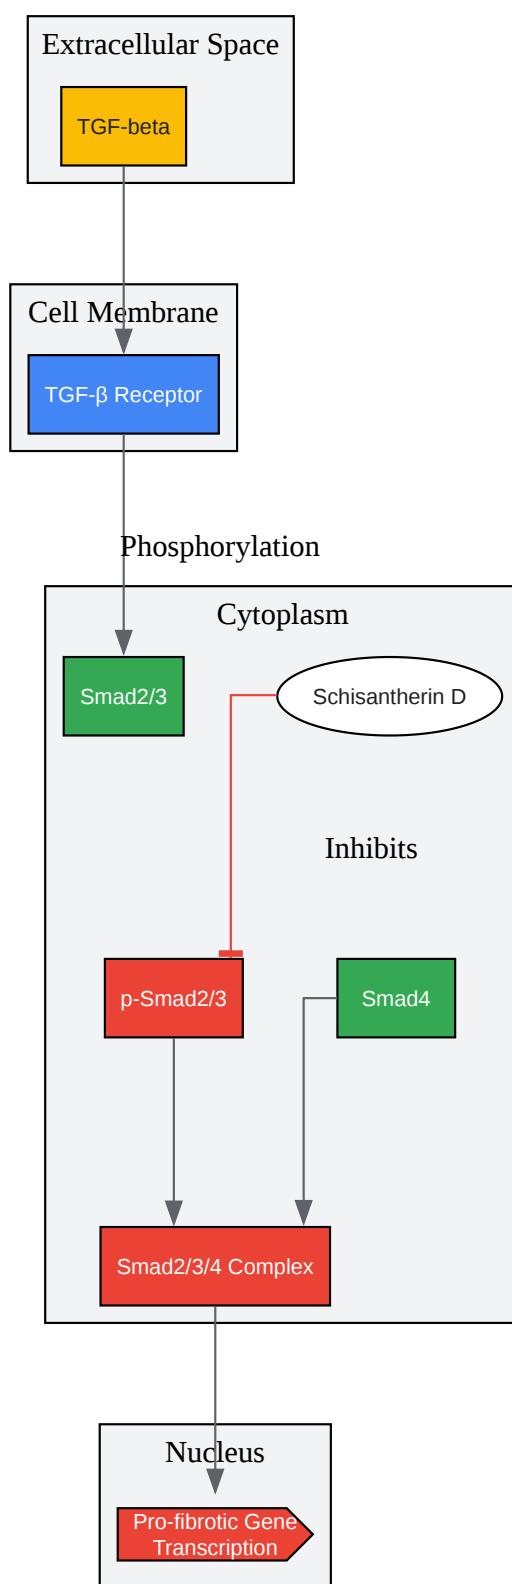 Extracellular Space
TGF-beta
Cell Membrane
TGF-β Receptor
Phosphorylation
Cytoplasm
Smad2/3
Schisantherin D
Inhibits
p-Smad2/3
Smad4
Smad2/3/4 Complex
Nucleus
Pro-fibrotic Gene
Transcription